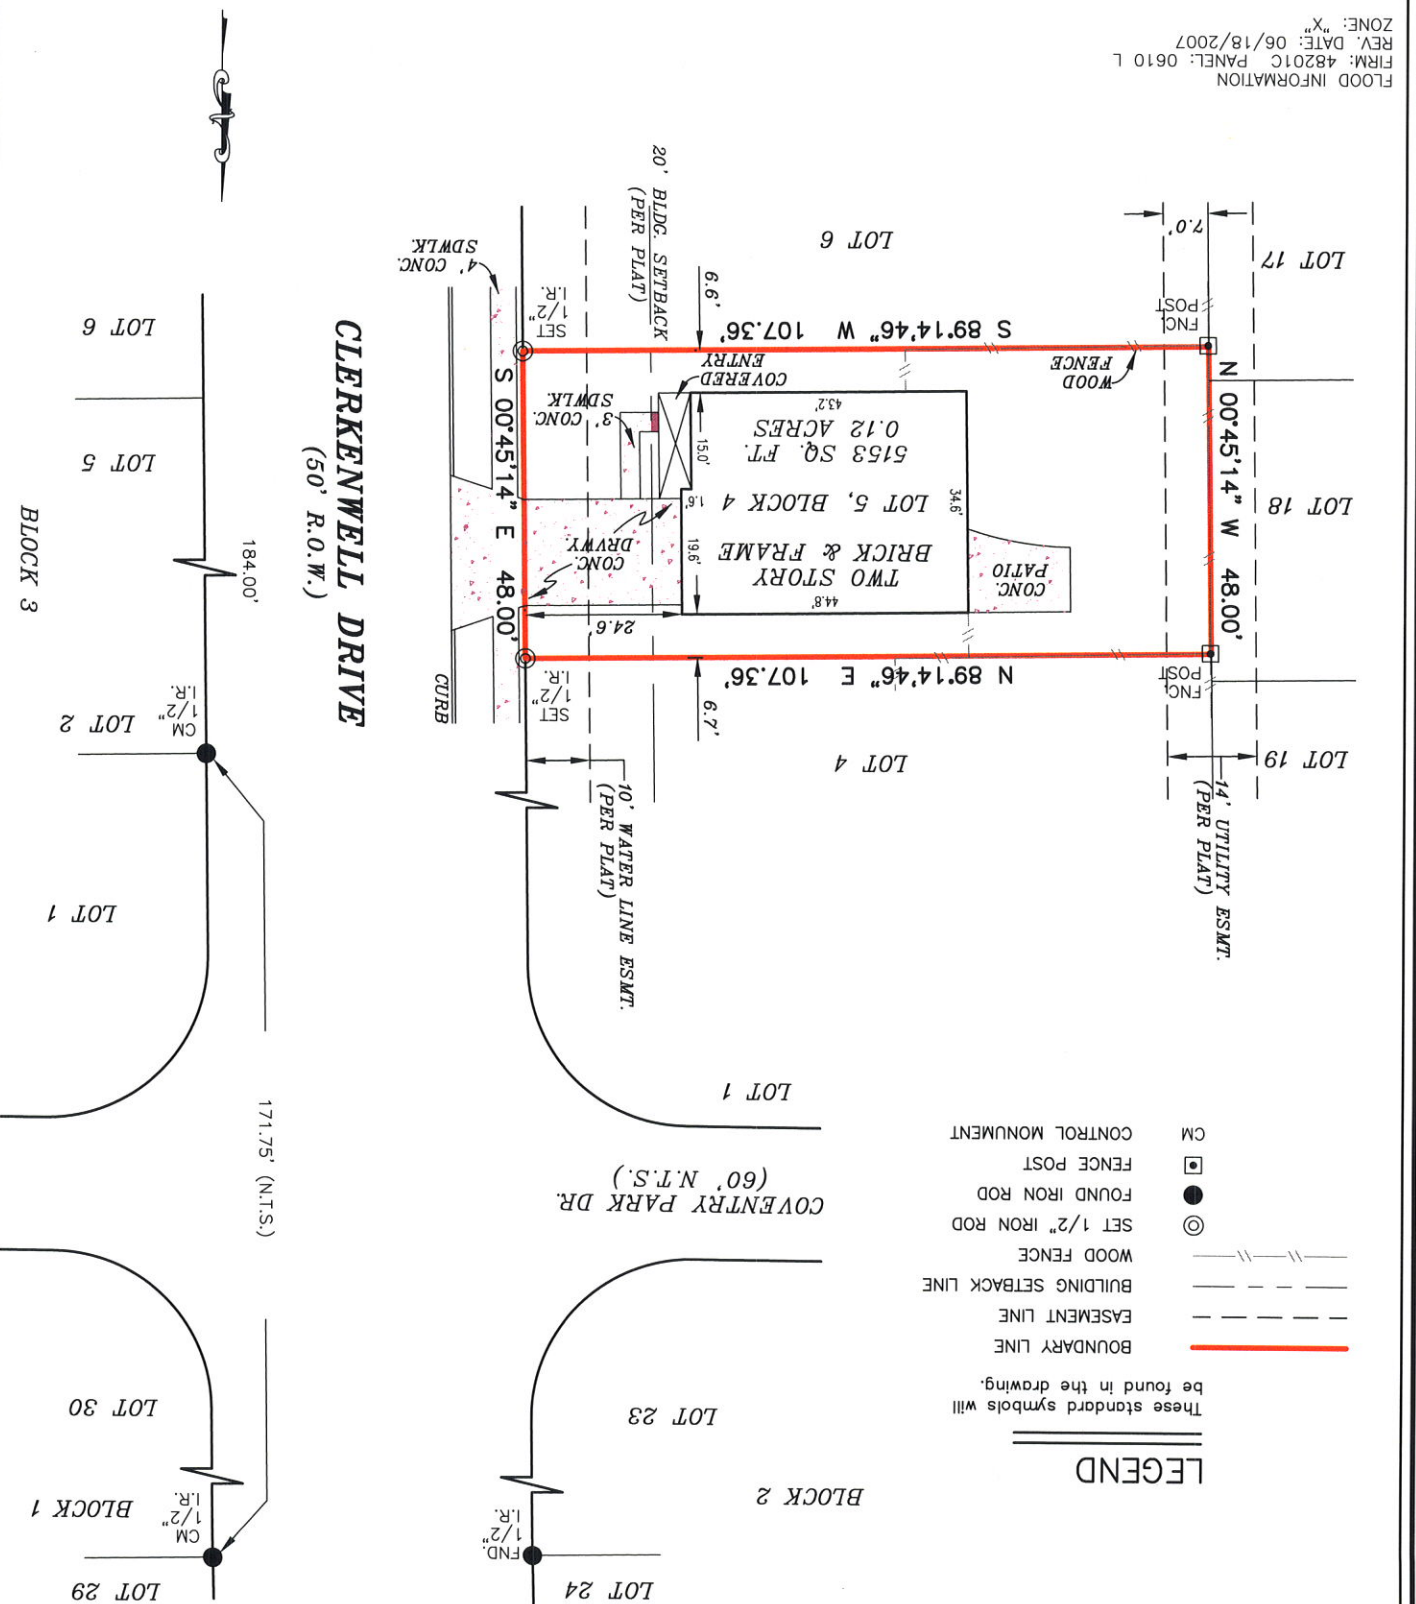 LEGEND
These standard symbols will
be found in the drawing.
BOUNDARY LINE
EASEMENT LINE
BUILDING SETBACK LINE
WOOD FENCE
SET 1/2" IRON ROD
FOUND IRON ROD
FENCE POST
CM CONTROL MONUMENT
LOT 24
FND.
1/2"
I.R.
BLOCK 2
LOT 23
LOT 29
CM
1/2"
I.R.
BLOCK 1
LOT 30
COVENTRY PARK DR.
(60' N.T.S.)
171.75' (N.T.S.)
LOT 1
LOT 1
14' UTILITY ESMT.
(PER PLAT)
10' WATER LINE ESMT.
(PER PLAT)
LOT 19
LOT 4
LOT 2
CM
1/2"
I.R.
184.00'
FNC.
POST
N 89°14'46" E 107.36'
6.7'
SET
1/2"
I.R.
CURB
N 00°45'14" W 48.00'
LOT 18
CONC.
PATIO
44.8'
TWO STORY
BRICK & FRAME
LOT 5, BLOCK 4
5153 SQ. FT.
0.12 ACRES
43.2'
34.6'
19.6'
1.6'
15.0'
24.6'
CONC.
DRVWY.
3' CONC.
SDWLK.
COVERED
ENTRY
S 00°45'14" E 48.00'
CLERKENWELL DRIVE
(50' R.O.W.)
BLOCK 3
LOT 5
LOT 6
WOOD
FENCE
S 89°14'46" W 107.36'
6.6'
FNC.
POST
SET
1/2"
I.R.
4' CONC.
SDWLK.
20' BLDG. SETBACK
(PER PLAT)
LOT 17
7.0'
LOT 6
FLOOD INFORMATION
FIRM: 48201C PANEL: 0610 L
REV. DATE: 06/18/2007
ZONE: "X"